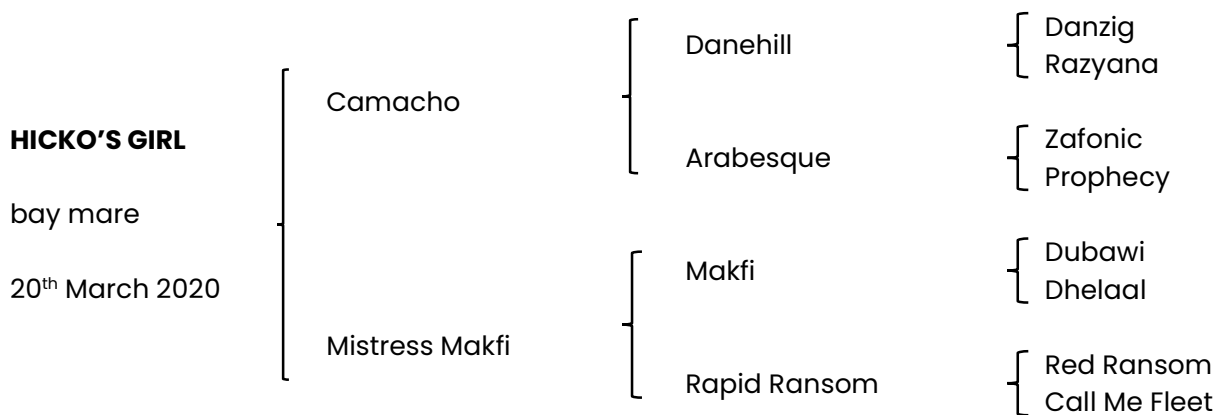 HICKO’S GIRL
bay mare
20th March 2020
Camacho
Mistress Makfi
Danehill
Arabesque
Makfi
Rapid Ransom
Danzig
Razyana
Zafonic
Prophecy
Dubawi
Dhelaal
Red Ransom
Call Me Fleet